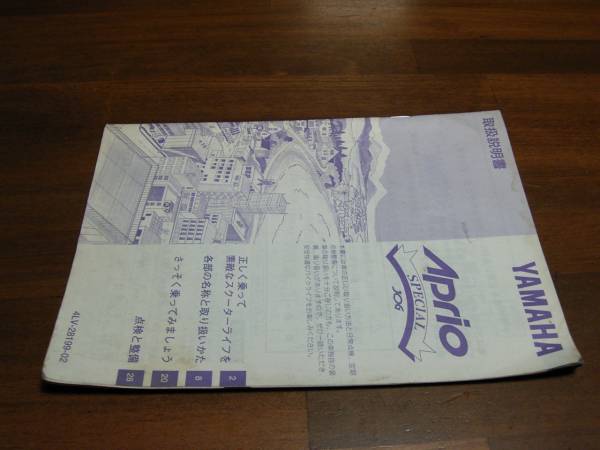 取扱説明書
YAMAHA
Aprio
SPECIAL
JOG
正しく乗って
素敵なスクーターライフを 2
各部の名称と取り扱いかた 8
さっそく乗ってみましょう 20
点検と整備 26
4LV-28199-02